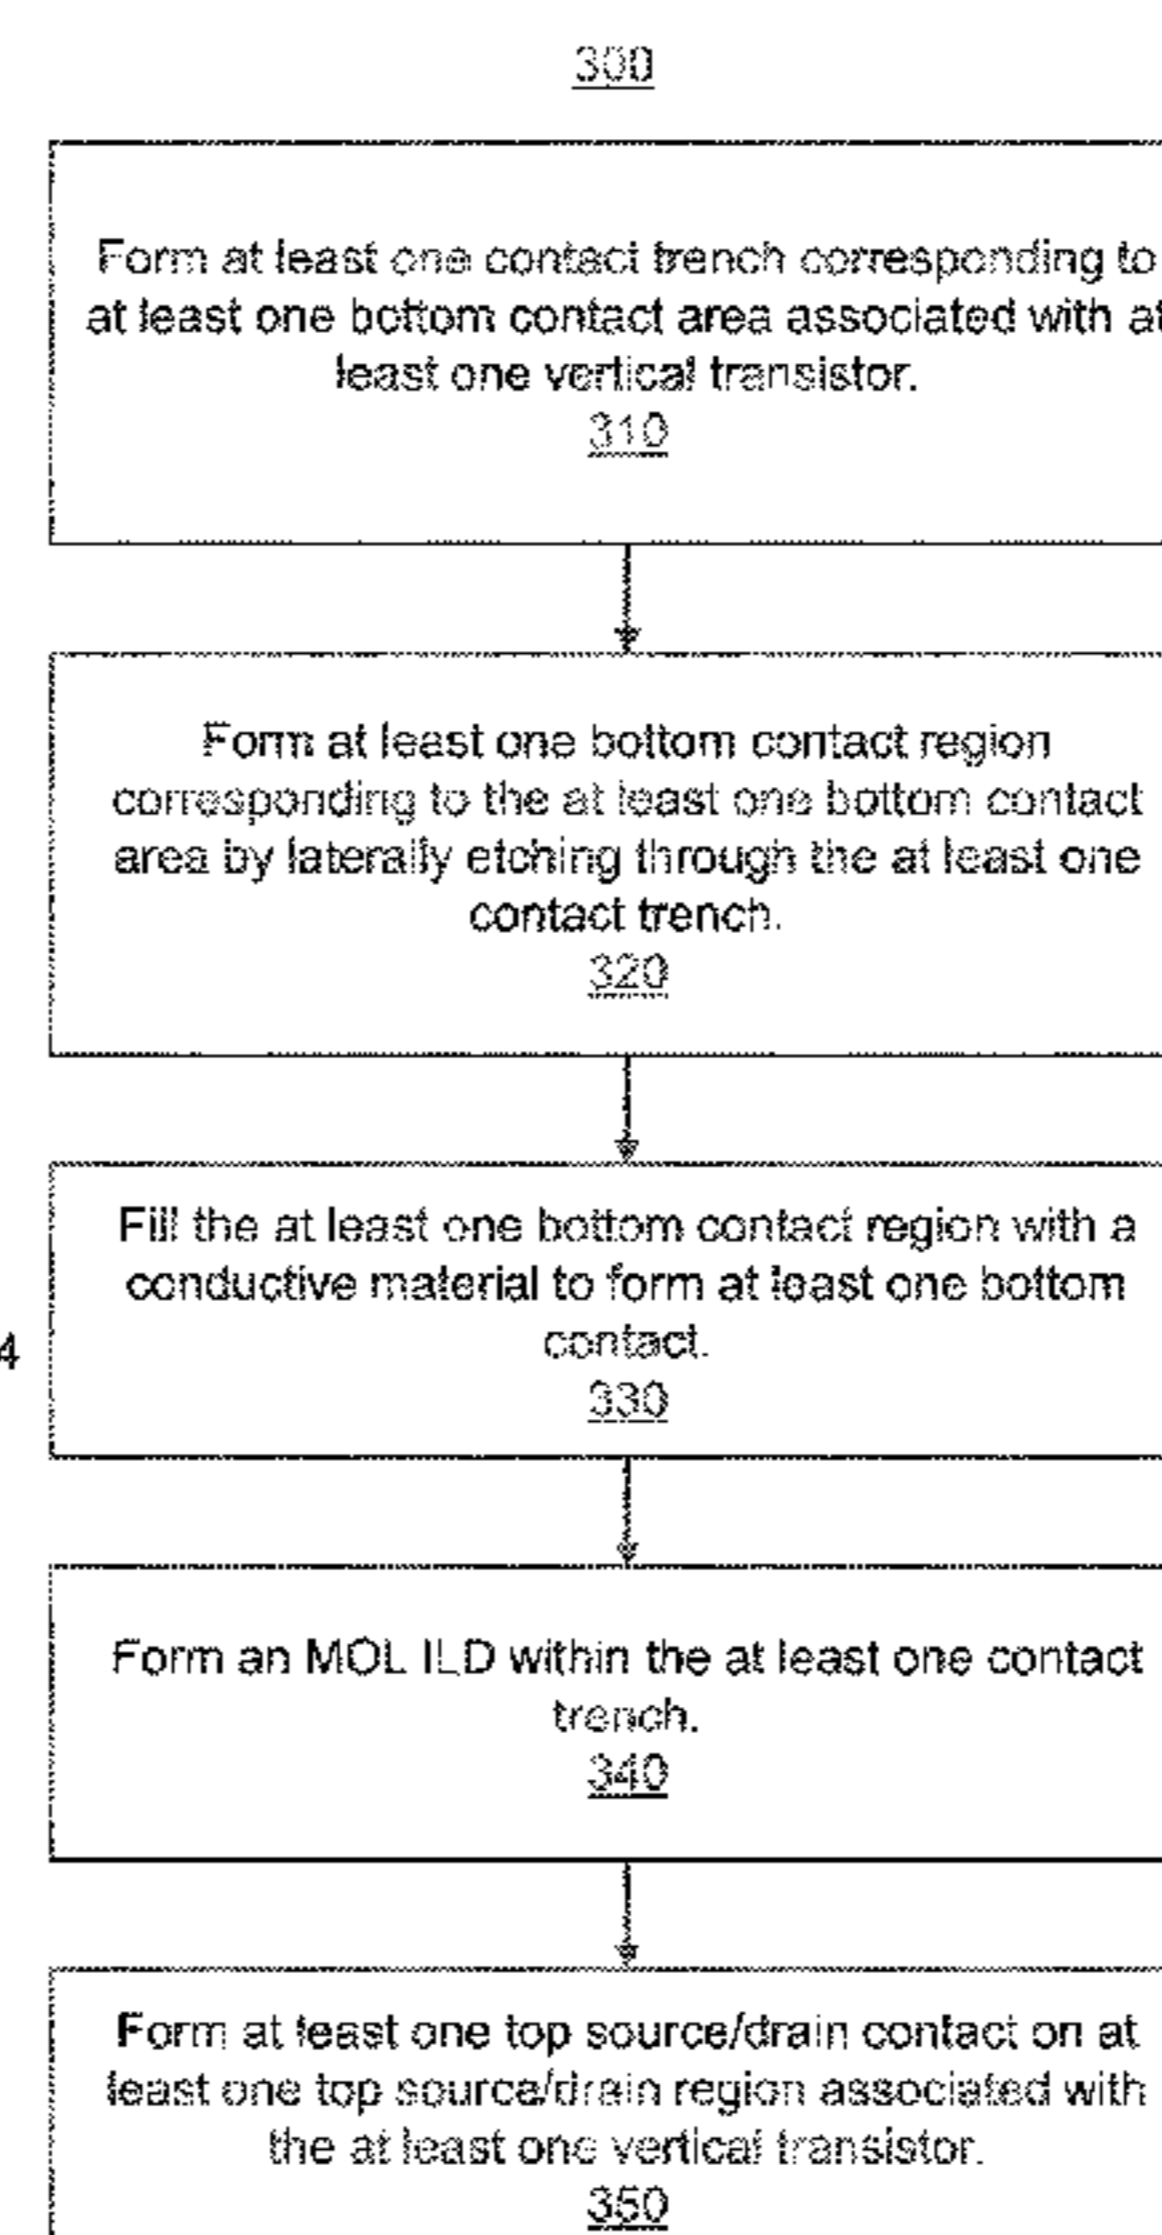 300
Form at least one contact trench corresponding to
at least one bottom contact area associated with at
least one vertical transistor.
310
Form at least one bottom contact region
corresponding to the at least one bottom contact
area by laterally etching through the at least one
contact trench.
320
Fill the at least one bottom contact region with a
conductive material to form at least one bottom
contact.
330
4
Form an MOL ILD within the at least one contact
trench.
340
Form at least one top source/drain contact on at
least one top source/drain region associated with
the at least one vertical transistor.
350